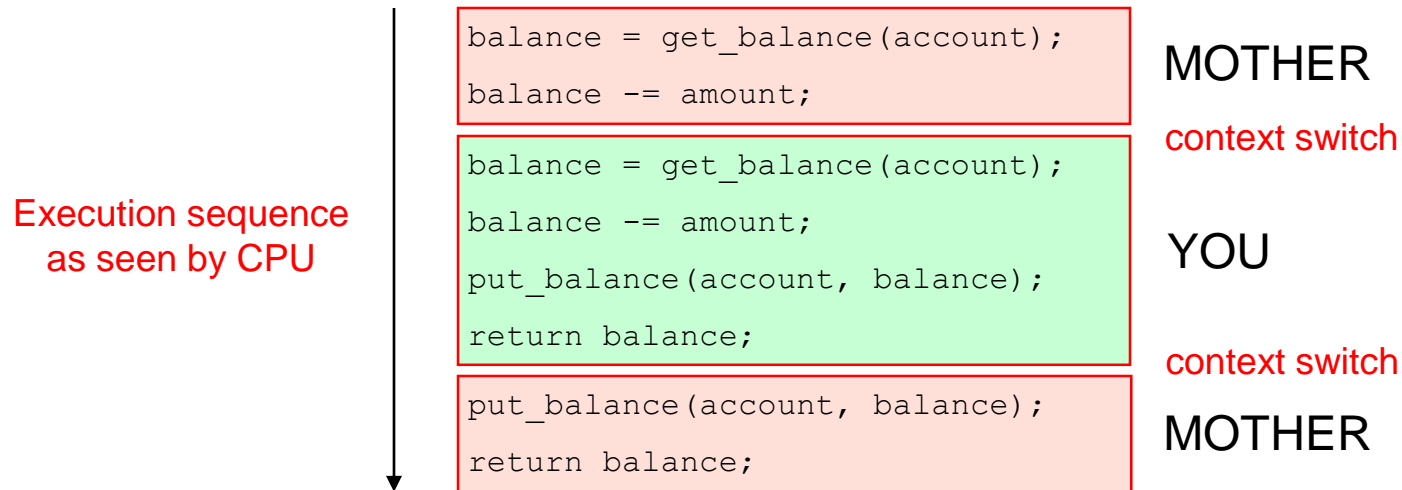 Execution sequence
as seen by CPU
balance = get_balance(account);
balance -= amount;
MOTHER
context switch
balance = get_balance(account);
balance -= amount;
put_balance(account, balance);
return balance;
YOU
context switch
put_balance(account, balance);
return balance;
MOTHER